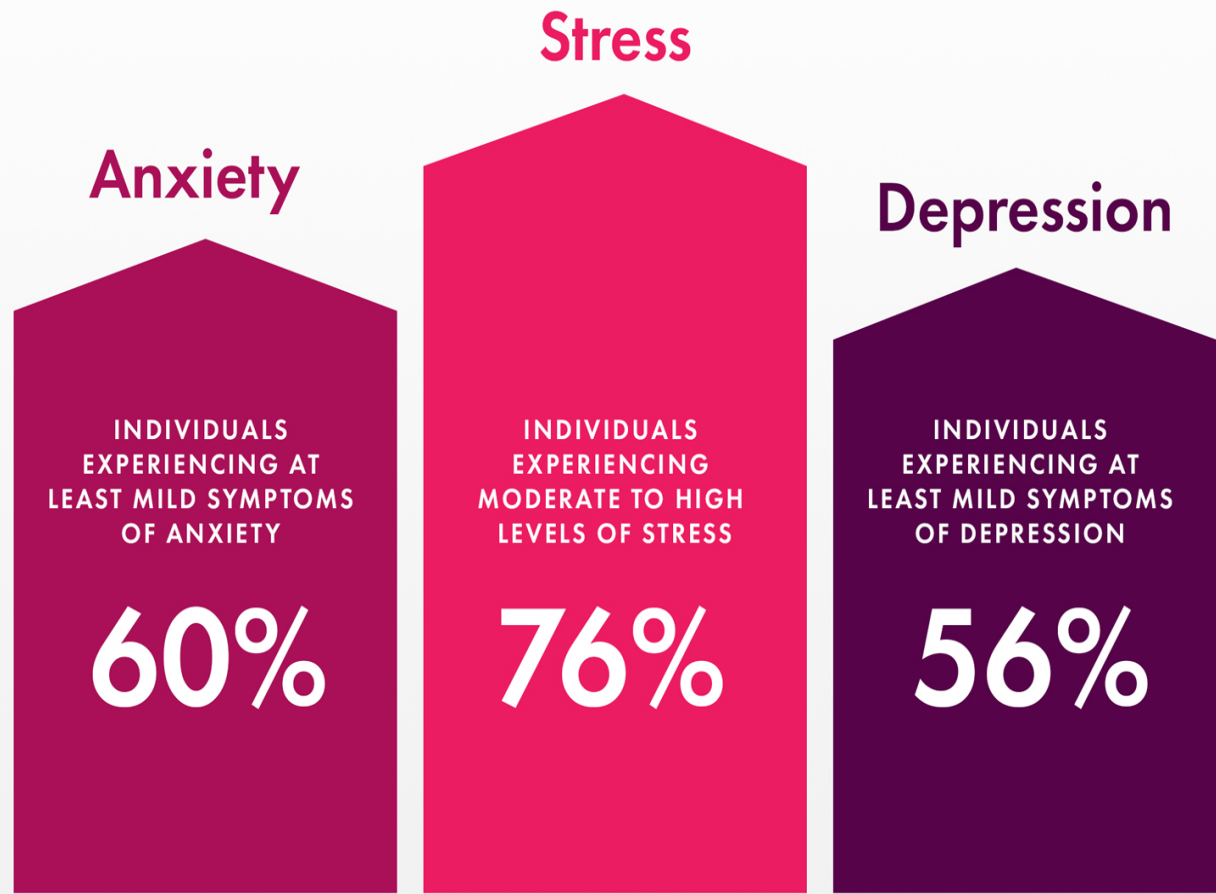 Stress
Anxiety
Depression
INDIVIDUALS
EXPERIENCING AT
LEAST MILD SYMPTOMS
OF ANXIETY
60%
INDIVIDUALS
EXPERIENCING
MODERATE TO HIGH
LEVELS OF STRESS
76%
INDIVIDUALS
EXPERIENCING AT
LEAST MILD SYMPTOMS
OF DEPRESSION
56%